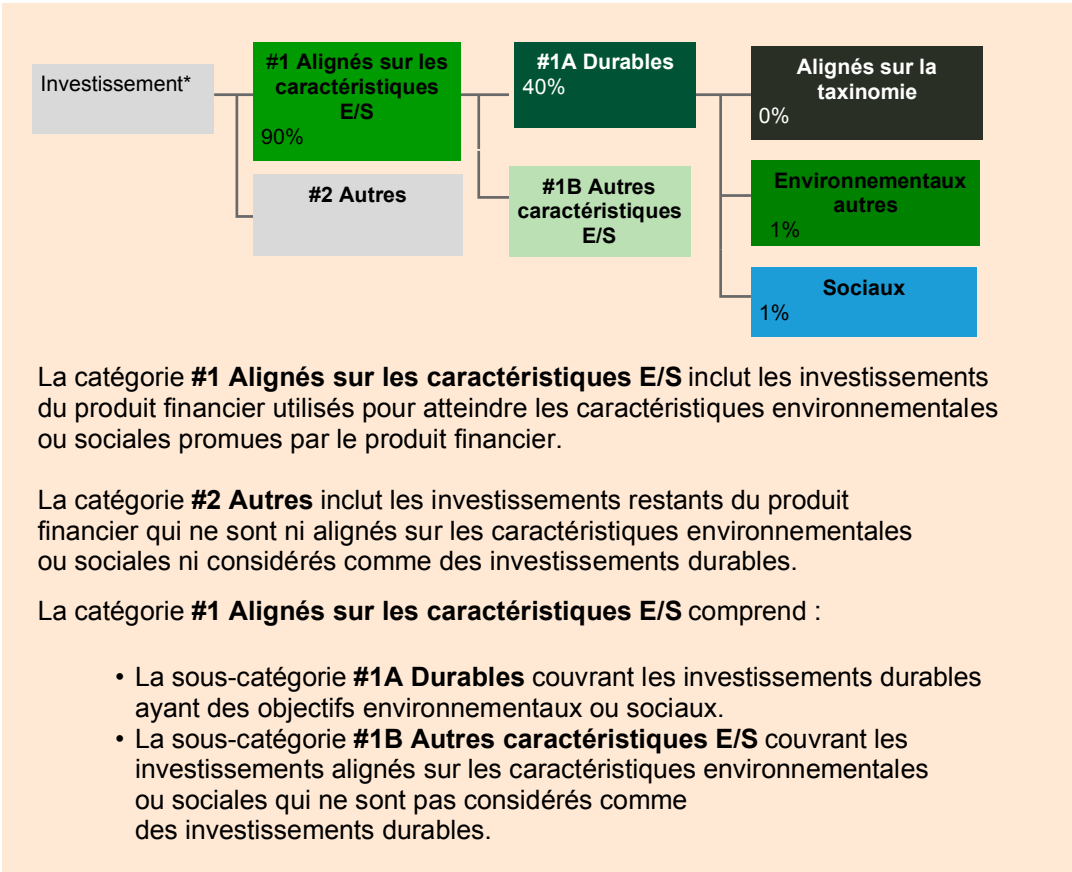 Investissement*
#1 Alignés sur les
caractéristiques
E/S
90%
#2 Autres
#1A Durables
40%
#1B Autres
caractéristiques
E/S
Alignés sur la
taxinomie
0%
Environnementaux
autres
1%
Sociaux
1%
La catégorie #1 Alignés sur les caractéristiques E/S inclut les investissements
du produit financier utilisés pour atteindre les caractéristiques environnementales
ou sociales promues par le produit financier.
La catégorie #2 Autres inclut les investissements restants du produit
financier qui ne sont ni alignés sur les caractéristiques environnementales
ou sociales ni considérés comme des investissements durables.
La catégorie #1 Alignés sur les caractéristiques E/S comprend :
• La sous-catégorie #1A Durables couvrant les investissements durables
ayant des objectifs environnementaux ou sociaux.
• La sous-catégorie #1B Autres caractéristiques E/S couvrant les
investissements alignés sur les caractéristiques environnementales
ou sociales qui ne sont pas considérés comme
des investissements durables.